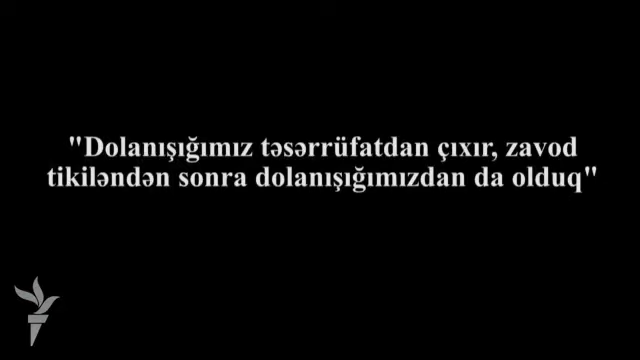 "Dolanışığımız təsərrüfatdan çıxır, zavod
tikiləndən sonra dolanışığımızdan da olduq"